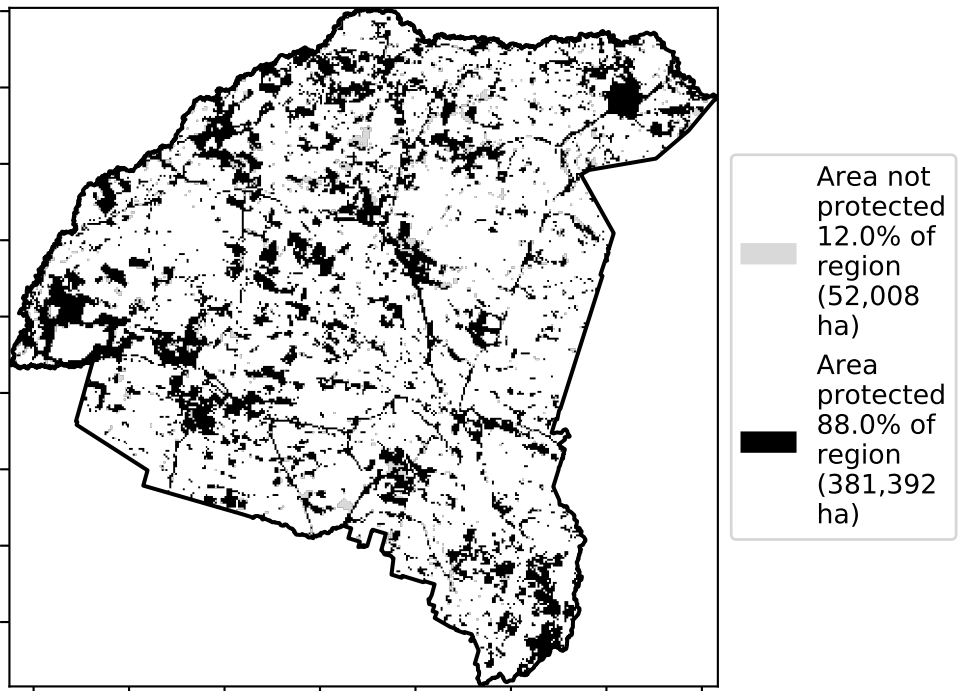 Area not
protected
12.0% of
region
(52,008
ha)
Area
protected
88.0% of
region
(381,392
ha)